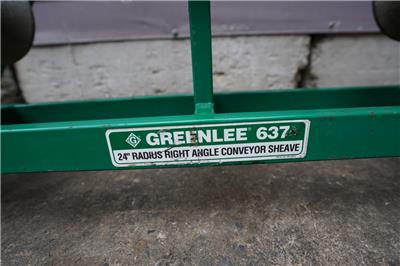 G GREENLEE® 637
24" RADIUS RIGHT ANGLE CONVEYOR SHEAVE